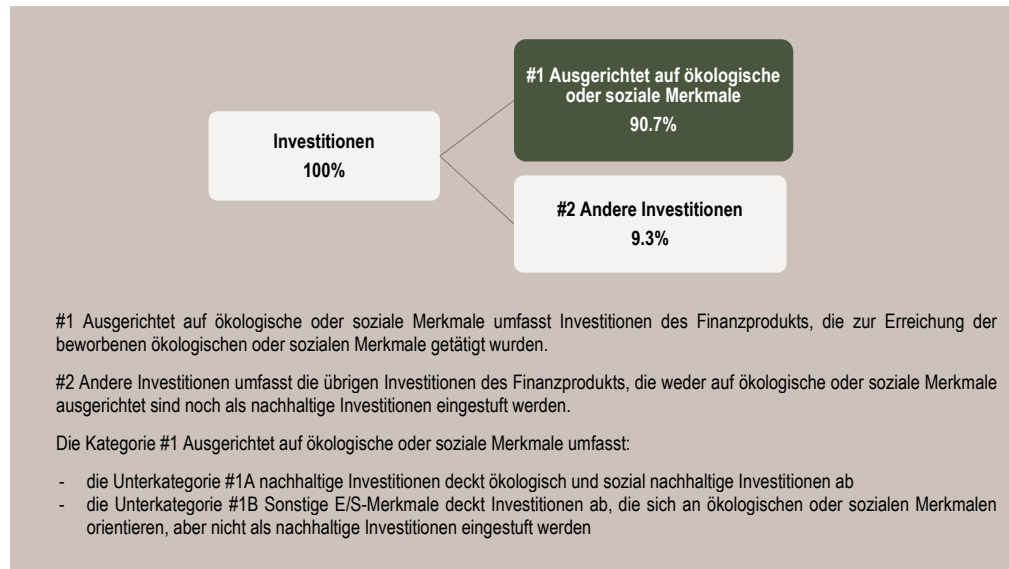 #1 Ausgerichtet auf ökologische
oder soziale Merkmale
90.7%
Investitionen
100%
#2 Andere Investitionen
9.3%
#1 Ausgerichtet auf ökologische oder soziale Merkmale umfasst Investitionen des Finanzprodukts, die zur Erreichung der
beworbenen ökologischen oder sozialen Merkmale getätigt wurden.
#2 Andere Investitionen umfasst die übrigen Investitionen des Finanzprodukts, die weder auf ökologische oder soziale Merkmale
ausgerichtet sind noch als nachhaltige Investitionen eingestuft werden.
Die Kategorie #1 Ausgerichtet auf ökologische oder soziale Merkmale umfasst:
- die Unterkategorie #1A nachhaltige Investitionen deckt ökologisch und sozial nachhaltige Investitionen ab
- die Unterkategorie #1B Sonstige E/S-Merkmale deckt Investitionen ab, die sich an ökologischen oder sozialen Merkmalen
orientieren, aber nicht als nachhaltige Investitionen eingestuft werden